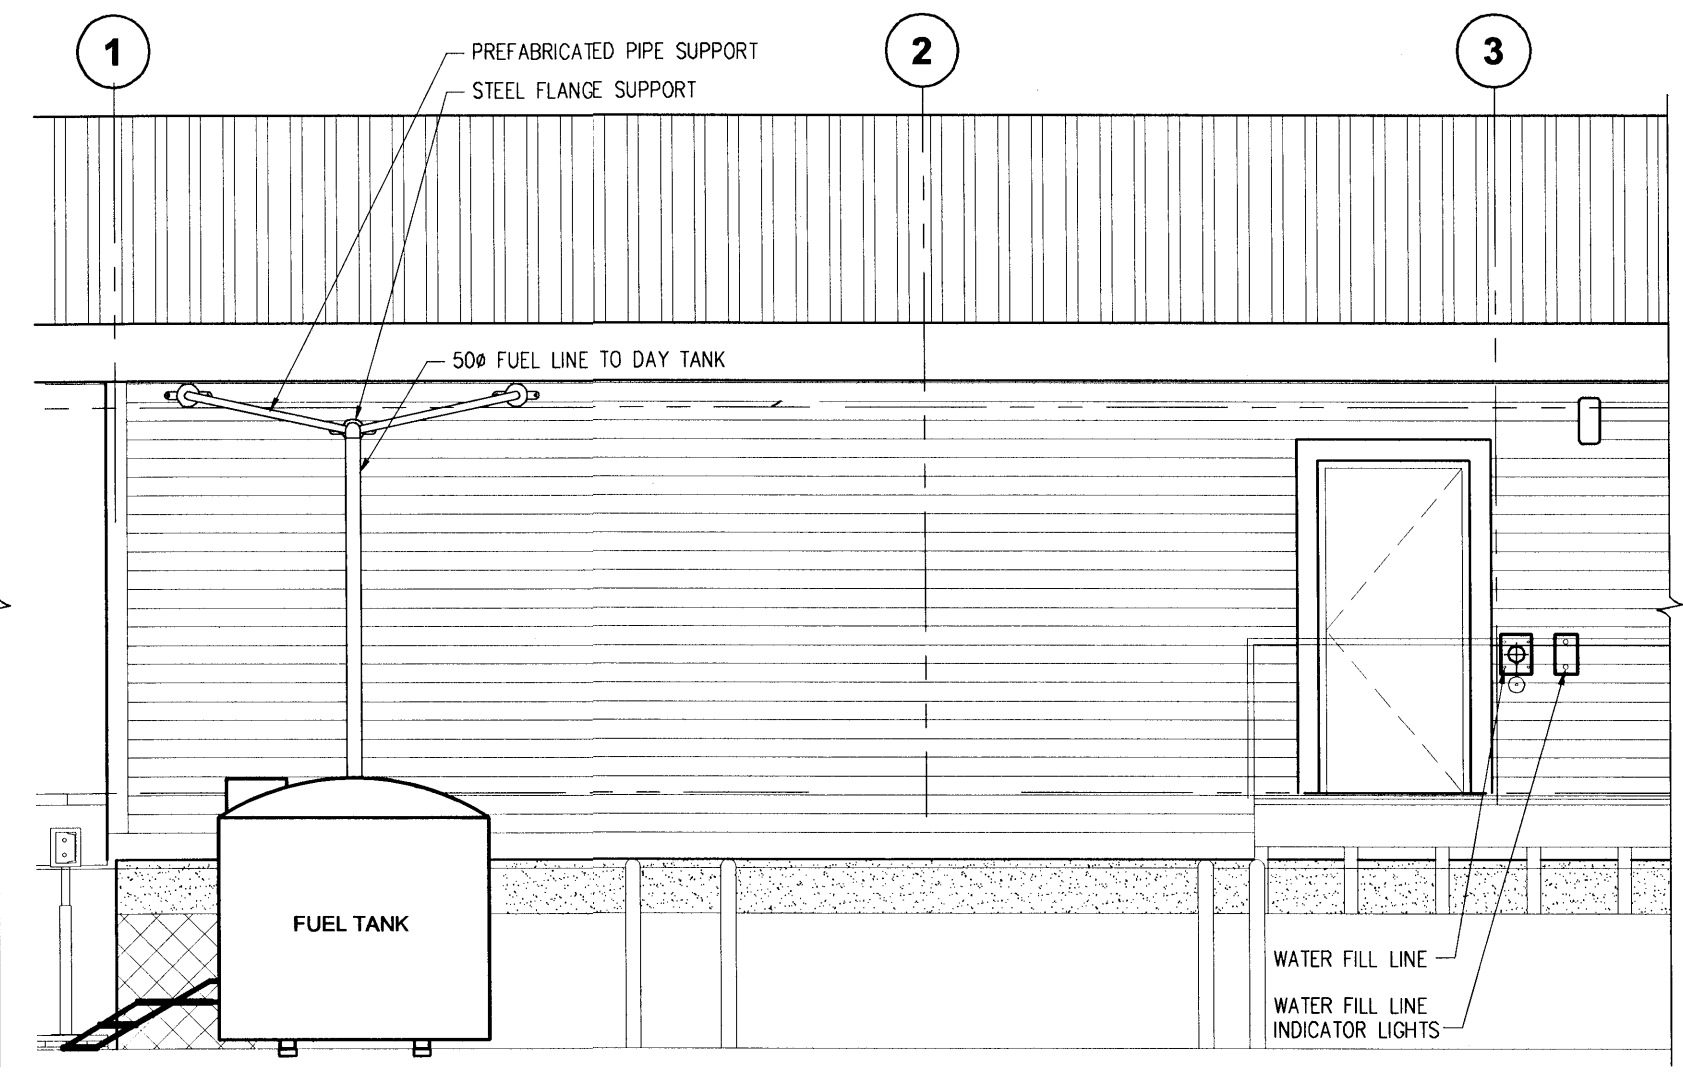 1
2
3
PREFABRICATED PIPE SUPPORT
STEEL FLANGE SUPPORT
50ø FUEL LINE TO DAY TANK
FUEL TANK
WATER FILL LINE
WATER FILL LINE
INDICATOR LIGHTS